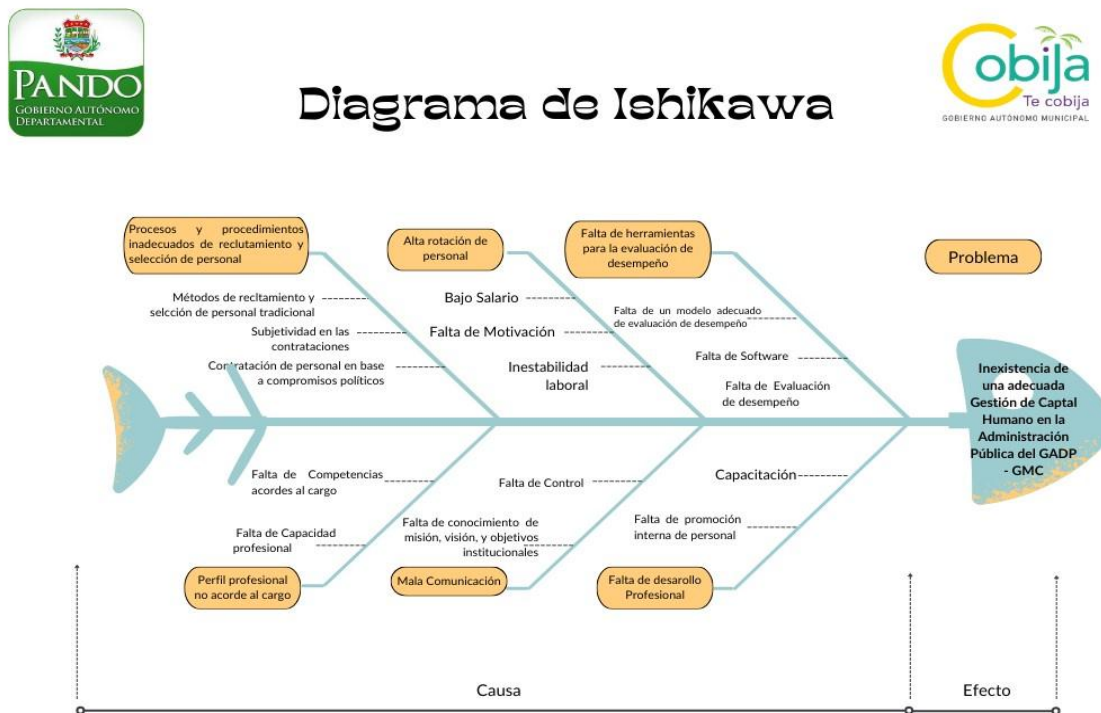 PANDO
GOBIERNO AUTÓNOMO
DEPARTAMENTAL
Cobija
Te cobija
GOBIERNO AUTÓNOMO MUNICIPAL
Diagrama de Ishikawa
Procesos y procedimientos
inadecuados de reclutamiento y
selección de personal
Alta rotación de
personal
Falta de herramientas
para la evaluación de
desempeño
Problema
Métodos de recltamiento y
selcción de personal tradicional
Subjetividad en las
contrataciones
Contratación de personal en base
a compromisos políticos
Bajo Salario
Falta de Motivación
Inestabilidad
laboral
Falta de un modelo adecuado
de evaluación de desempeño
Falta de Software
Falta de Evaluación
de desempeño
Inexistencia de
una adecuada
Gestión de Captal
Humano en la
Administración
Pública del GADP
- GMC
Falta de Competencias
acordes al cargo
Falta de Capacidad
profesional
Perfil profesional
no acorde al cargo
Falta de Control
Falta de conocimiento de
misión, visión, y objetivos
institucionales
Mala Comunicación
Capacitación
Falta de promoción
interna de personal
Falta de desarollo
Profesional
Causa
Efecto